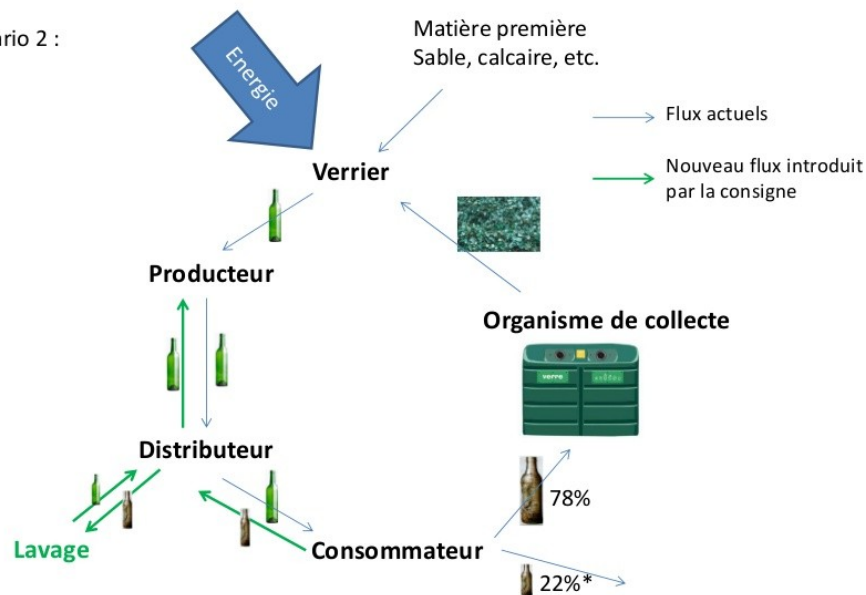 rio 2 :
Energie
Matière première
Sable, calcaire, etc.
Flux actuels
Nouveau flux introduit
par la consigne
Verrier
Producteur
Organisme de collecte
verre
Distributeur
78%
Lavage
Consommateur
22%*